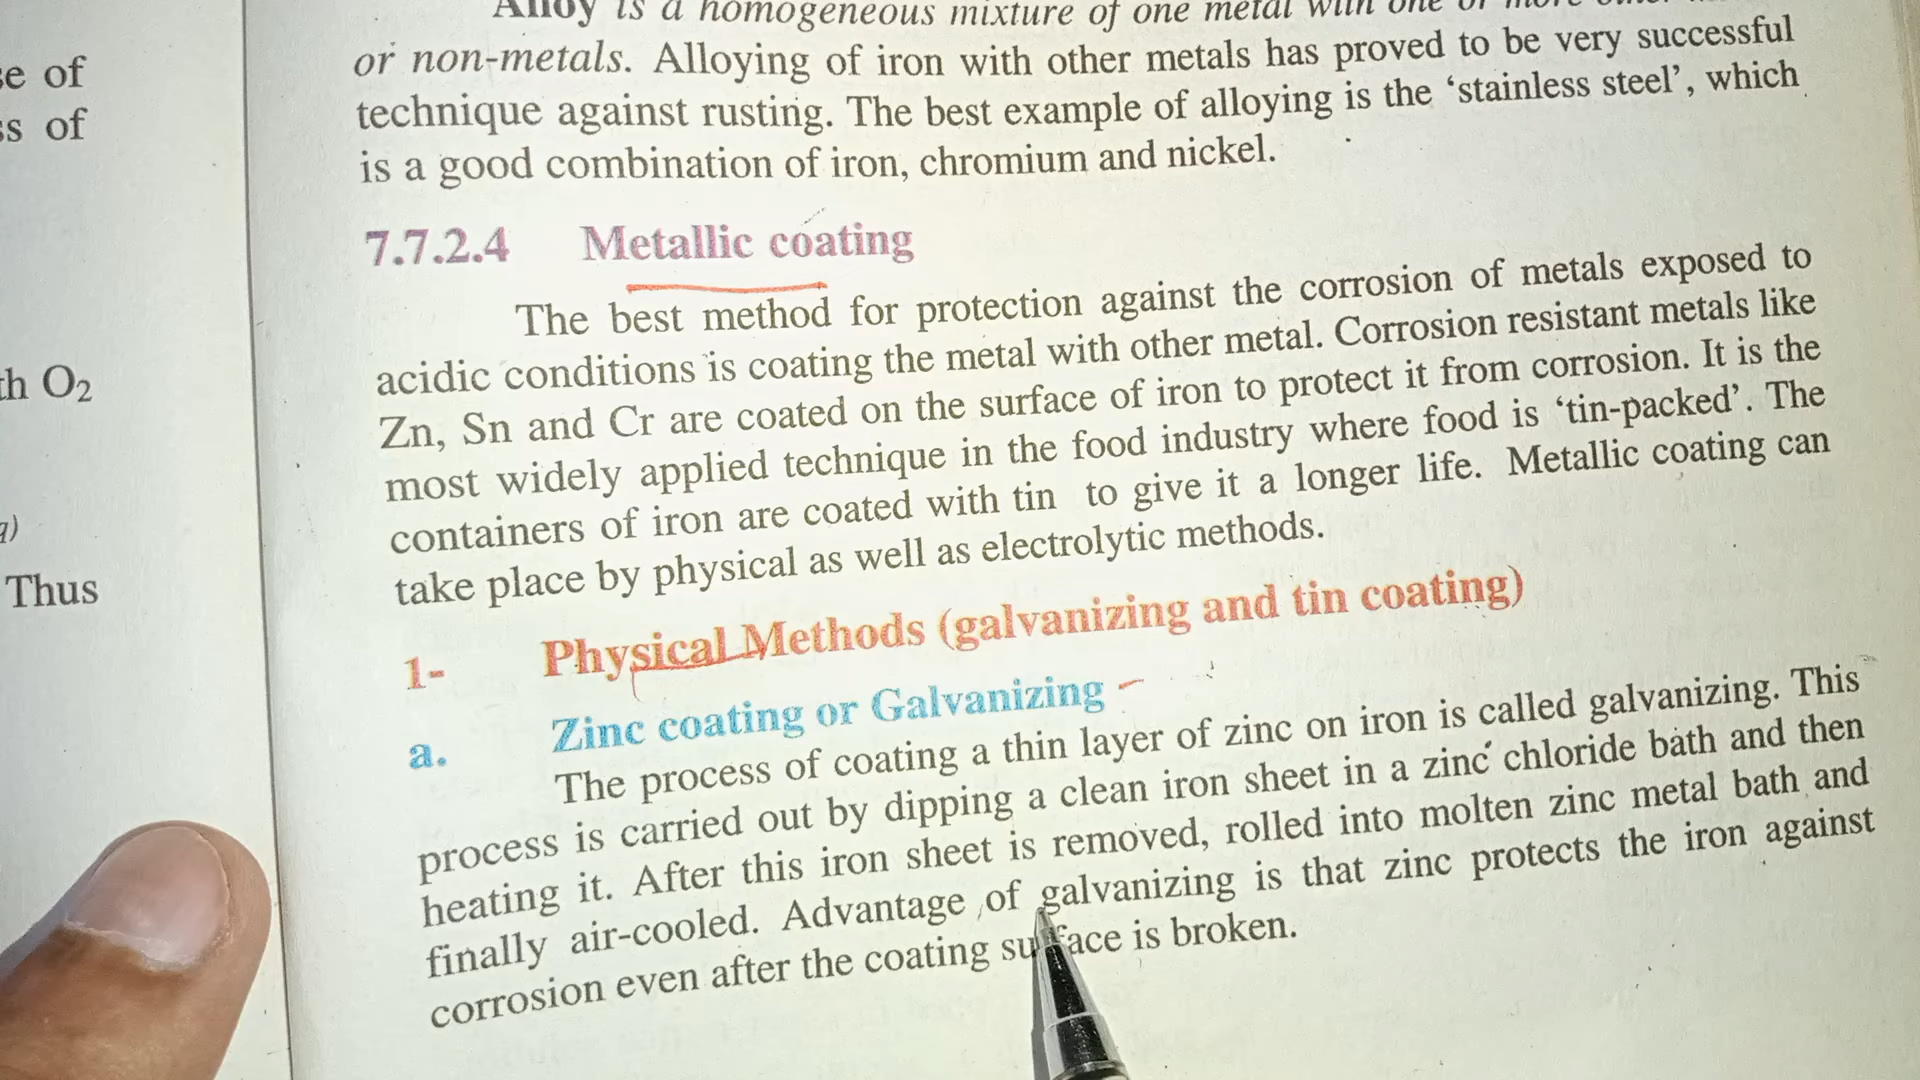 se of
ss of
th O2
q)
Thus
Alloy is a homogeneous mixture of one metal with one or more other
or non-metals. Alloying of iron with other metals has proved to be very successful
technique against rusting. The best example of alloying is the ‘stainless steel’, which
is a good combination of iron, chromium and nickel.
7.7.2.4 Metallic coating
The best method for protection against the corrosion of metals exposed to
acidic conditions is coating the metal with other metal. Corrosion resistant metals like
Zn, Sn and Cr are coated on the surface of iron to protect it from corrosion. It is the
most widely applied technique in the food industry where food is ‘tin-packed’. The
containers of iron are coated with tin to give it a longer life. Metallic coating can
take place by physical as well as electrolytic methods.
1- Physical Methods (galvanizing and tin coating)
a. Zinc coating or Galvanizing
The process of coating a thin layer of zinc on iron is called galvanizing. This
process is carried out by dipping a clean iron sheet in a zinc chloride bath and then
heating it. After this iron sheet is removed, rolled into molten zinc metal bath and
finally air-cooled. Advantage of galvanizing is that zinc protects the iron against
corrosion even after the coating surface is broken.